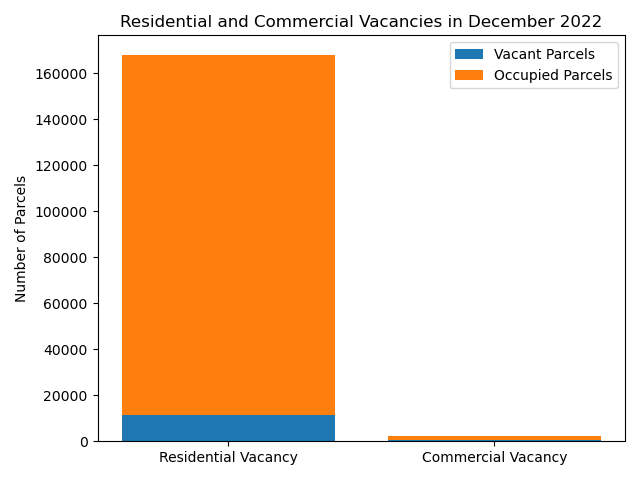 Residential and Commercial Vacancies in December 2022
Vacant Parcels
Occupied Parcels
Number of Parcels
160000
140000
120000
100000
80000
60000
40000
20000
0
Residential Vacancy
Commercial Vacancy